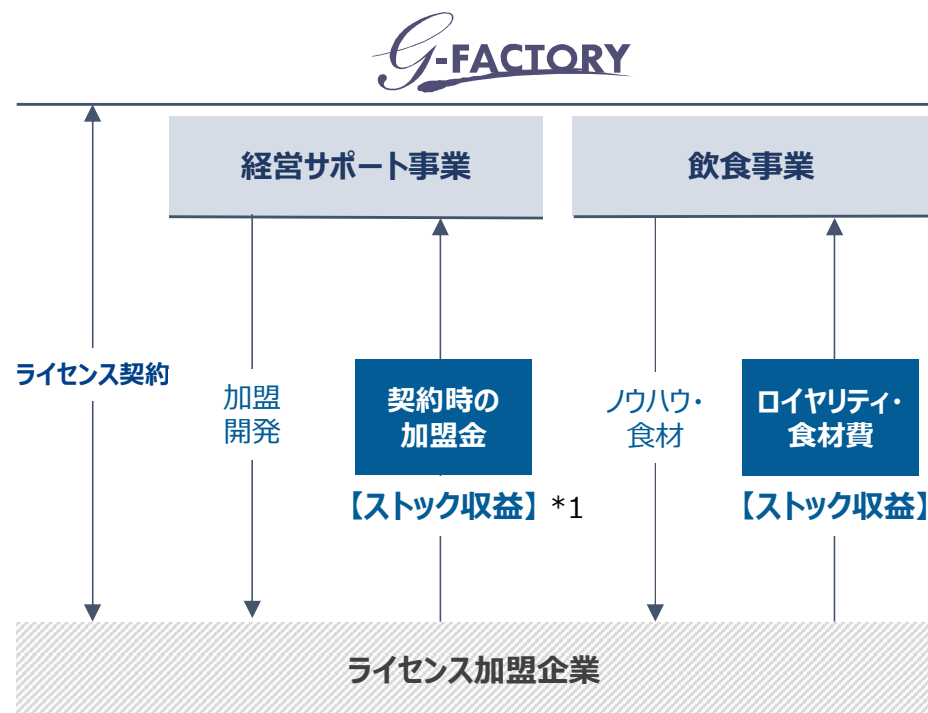 G-FACTORY
経営サポート事業
飲食事業
ライセンス契約
加盟
開発
契約時の
加盟金
【ストック収益】 *1
ノウハウ・
食材
ロイヤリティ・
食材費
【ストック収益】
ライセンス加盟企業